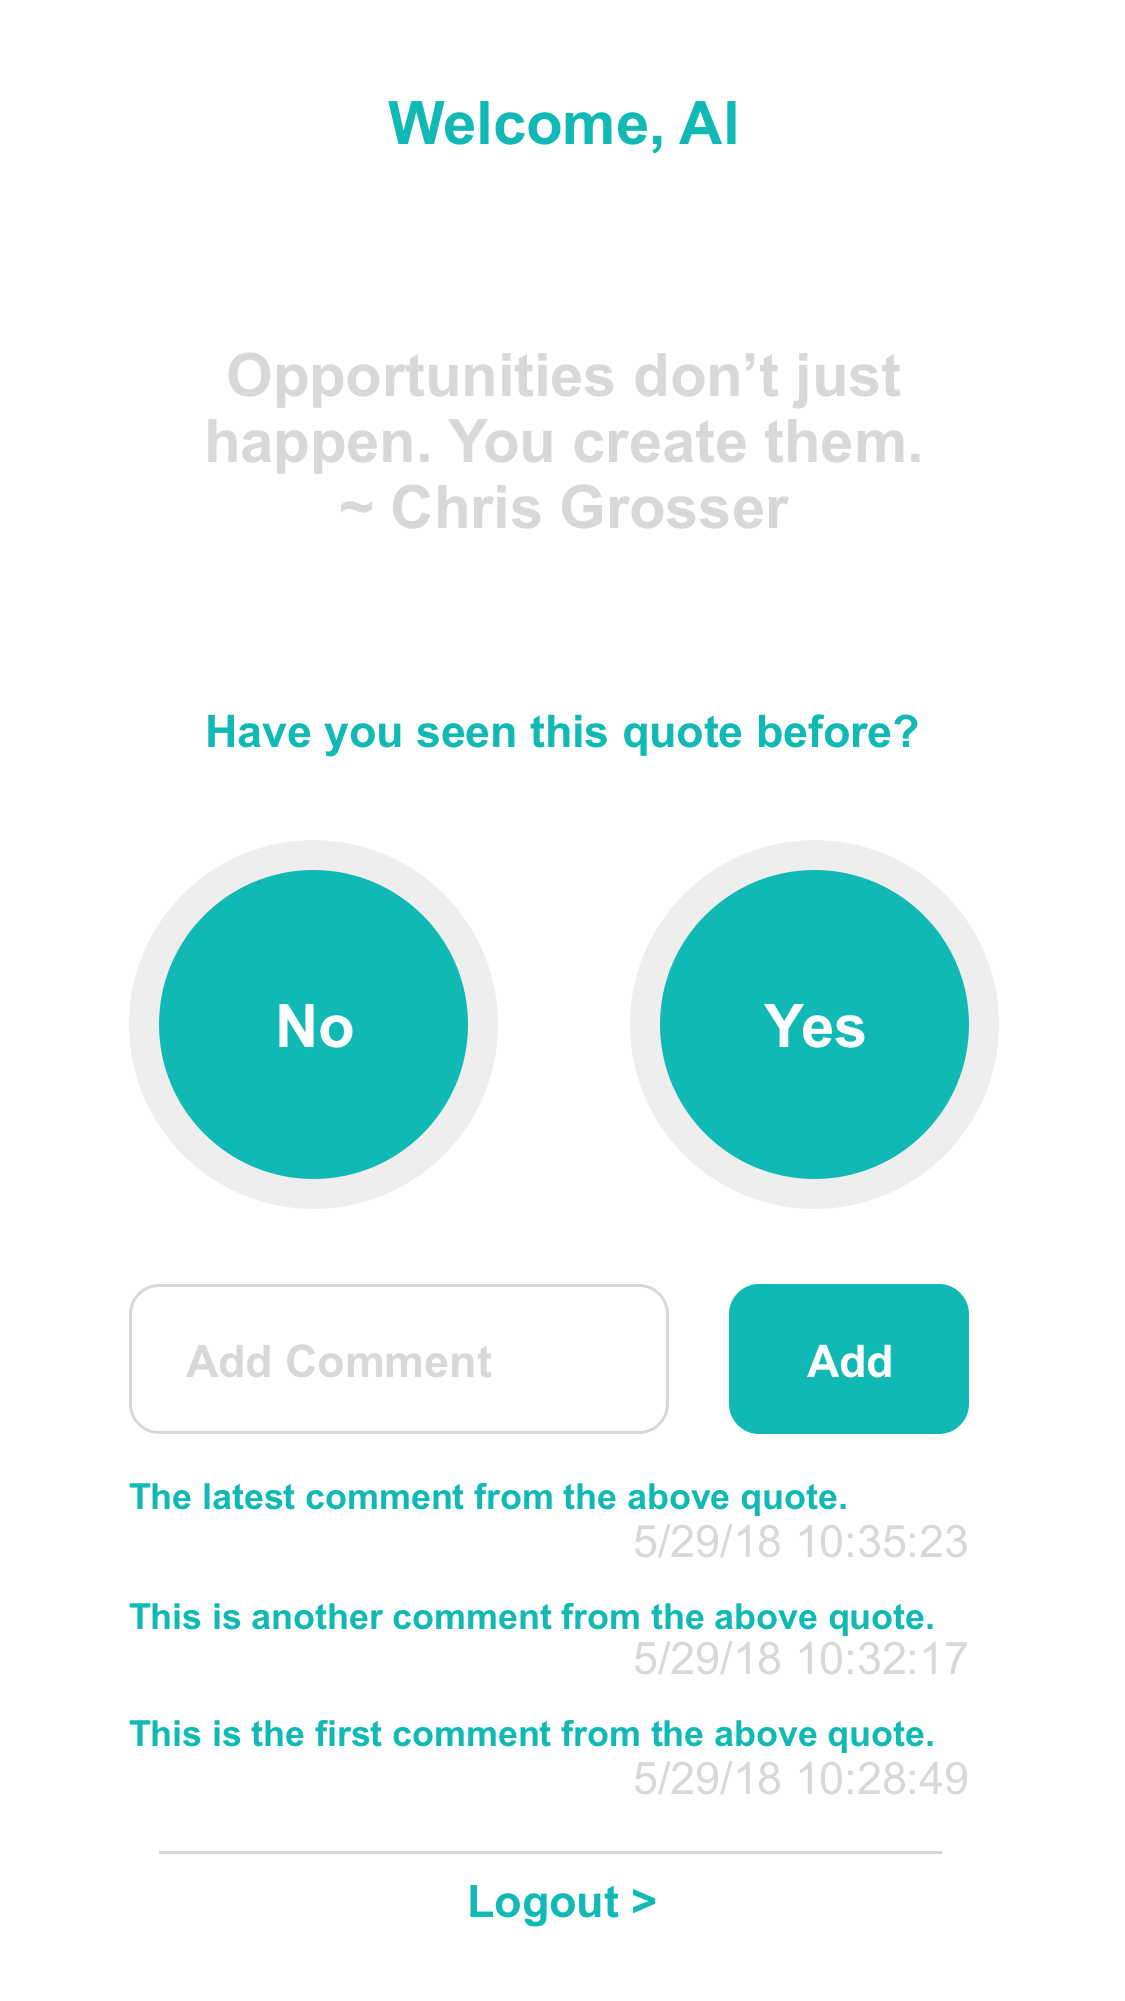 Welcome, Al
Opportunities don’t just
happen. You create them.
~ Chris Grosser
Have you seen this quote before?
No
Yes
Add Comment
Add
The latest comment from the above quote.
5/29/18 10:35:23
This is another comment from the above quote.
5/29/18 10:32:17
This is the first comment from the above quote.
5/29/18 10:28:49
Logout >